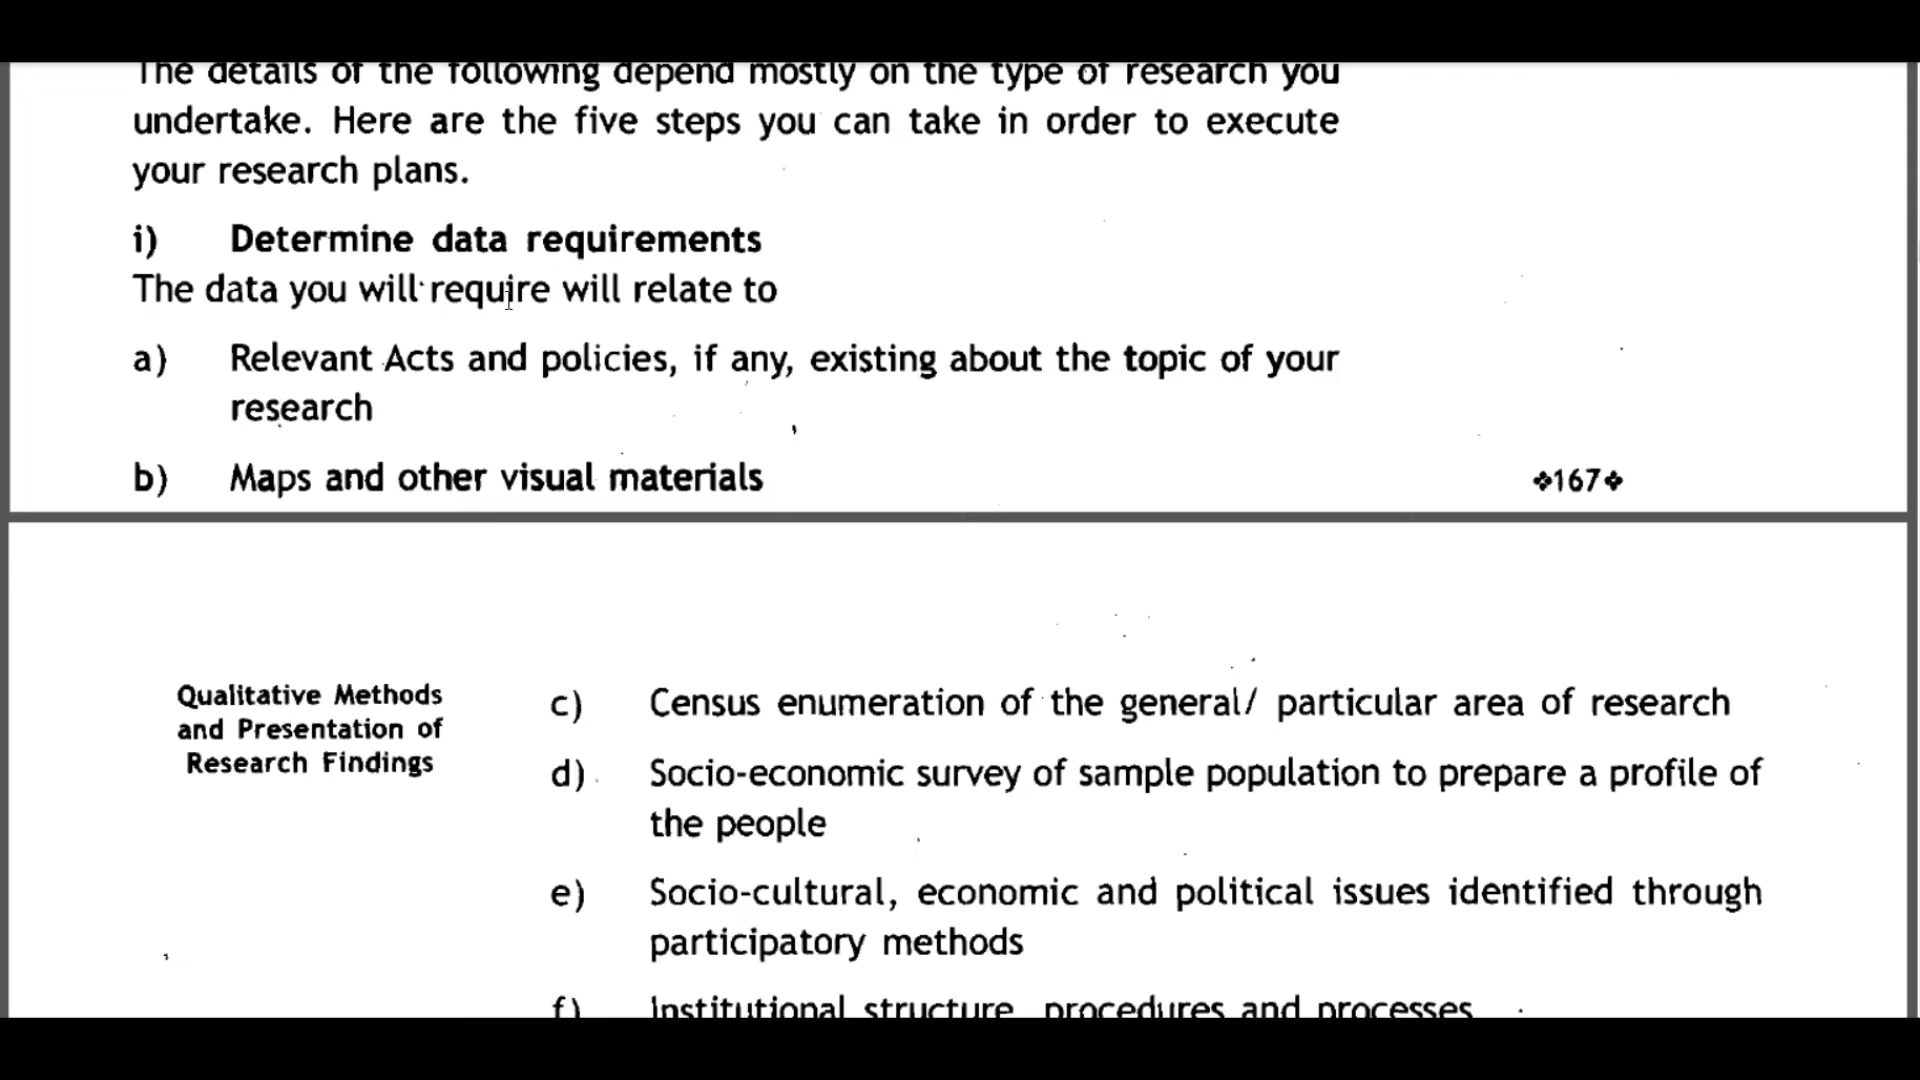 The details of the following depend mostly on the type of research you
undertake. Here are the five steps you can take in order to execute
your research plans.
i) Determine data requirements
The data you will require will relate to
a) Relevant Acts and policies, if any, existing about the topic of your
research
b) Maps and other visual materials
❖167❖
Qualitative Methods
and Presentation of
Research Findings
c) Census enumeration of the general/ particular area of research
d) Socio-economic survey of sample population to prepare a profile of
the people
e) Socio-cultural, economic and political issues identified through
participatory methods
f) Institutional structure, procedures and processes